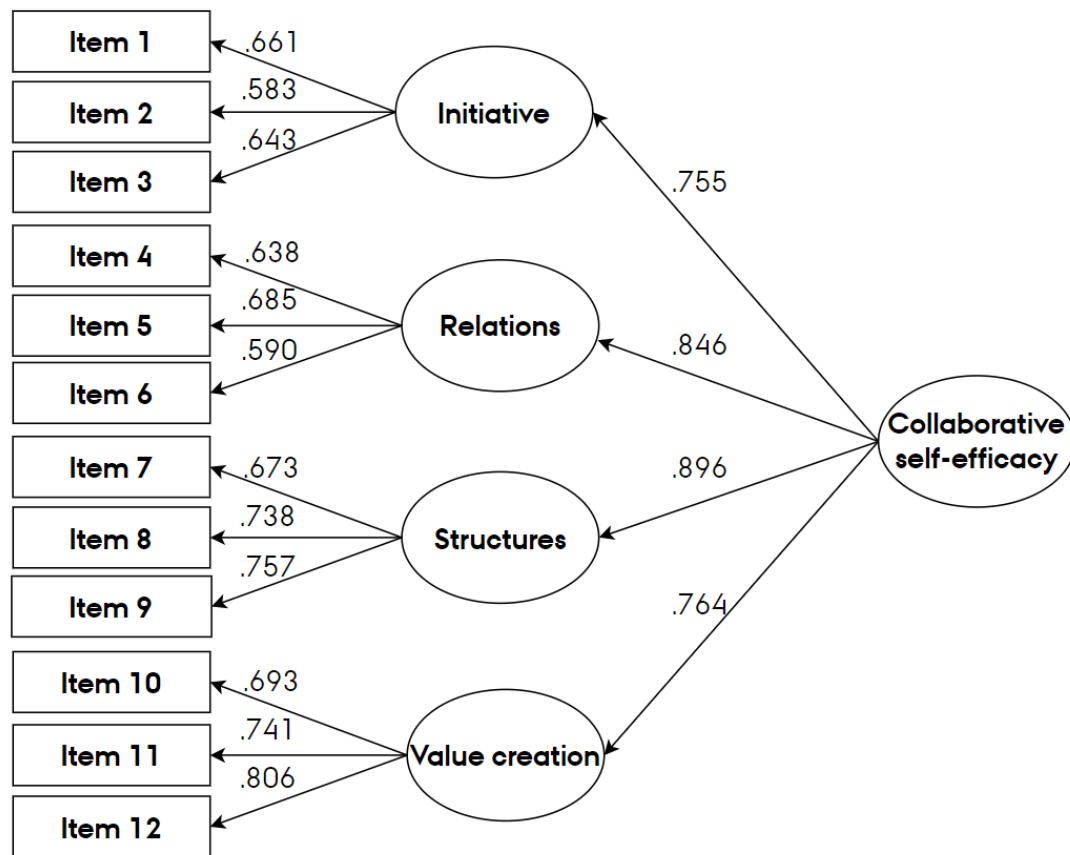 Item 1
.661
Item 2
.583
Initiative
Item 3
.643
.755
Item 4
.638
Item 5
.685
Relations
Item 6
.590
.846
Collaborative
self-efficacy
Item 7
.673
.896
Item 8
.738
Structures
Item 9
.757
.764
Item 10
.693
Item 11
.741
Value creation
Item 12
.806